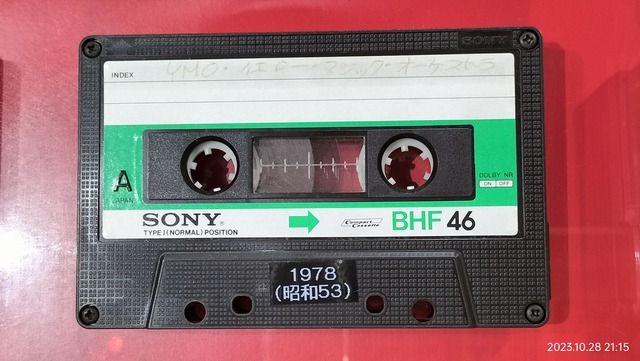 SONY
INDEX
YMO・イエロー・マジック・オーケストラ
A
JAPAN
DOLBY NR
ON OFF
SONY®
TYPE I (NORMAL) POSITION
Compact Cassette
BHF 46
1978
(昭和53)
2023.10.28 21:15